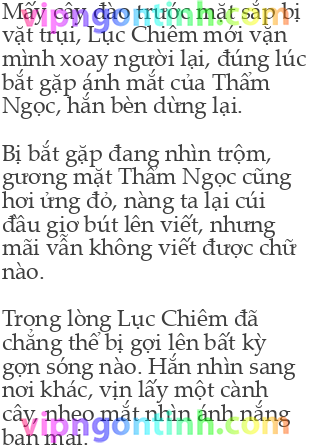 Mấy cây đào trước mặt sắp bị
vặt trụi, Lục Chiêm mới vặn
mình xoay người lại, đúng lúc
bắt gặp ánh mắt của Thẩm
Ngọc, hắn bèn dừng lại.
Bị bắt gặp đang nhìn trộm,
gương mặt Thẩm Ngọc cũng
hơi ửng đỏ, nàng ta lại cúi
đầu giơ bút lên viết, nhưng
mãi vẫn không viết được chữ
nào.
Trong lòng Lục Chiêm đã
chẳng thể bị gợi lên bất kỳ
gợn sóng nào. Hắn nhìn sang
nơi khác, vịn lấy một cành
cây, nheo mắt nhìn ánh nắng
ban mai.
vipngontinh.com
vipngontinh.com